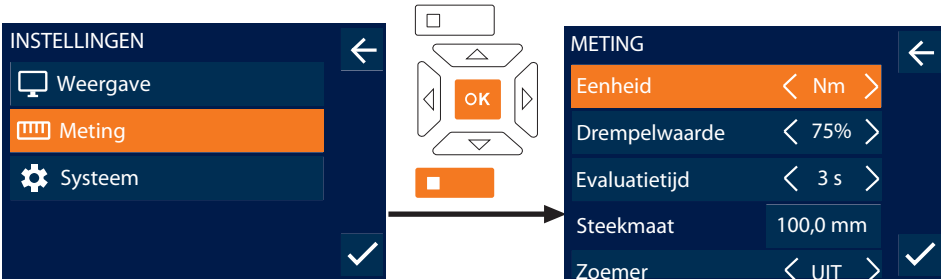 INSTELLINGEN
Weergave
Meting
Systeem
OK
METING
Eenheid Nm
Drempelwaarde 75%
Evaluatietijd 3 s
Steekmaat 100,0 mm
Zoemer UIT